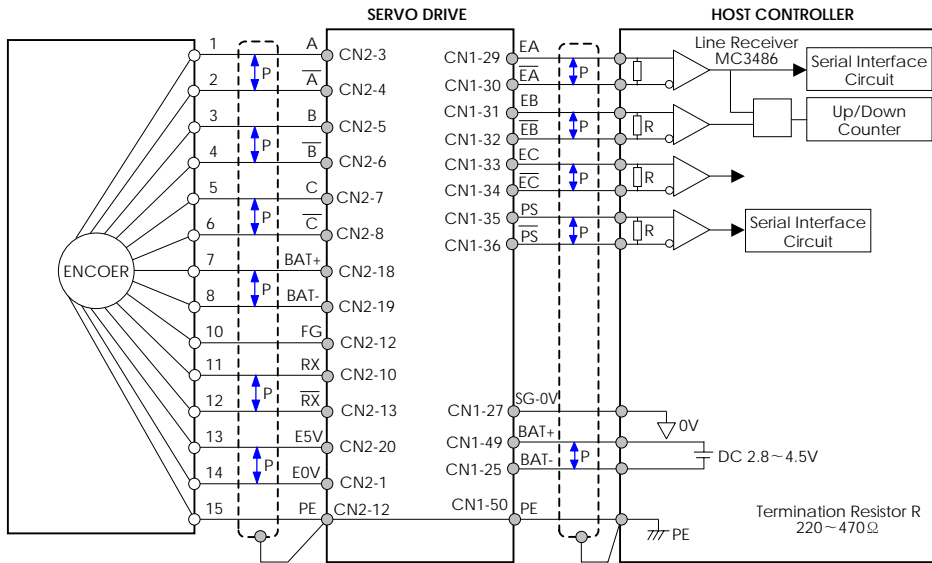 SERVO DRIVE
HOST CONTROLLER
ENCOER
1 A CN2-3
P
2 A CN2-4
3 B CN2-5
P
4 B CN2-6
5 C CN2-7
P
6 C CN2-8
7 BAT+ CN2-18
P
8 BAT- CN2-19
10 FG CN2-12
11 RX CN2-10
P
12 RX CN2-13
13 E5V CN2-20
P
14 E0V CN2-1
15 PE CN2-12
CN1-29 EA
P
CN1-30 EA
CN1-31 EB
P R
CN1-32 EB
CN1-33 EC
P R
CN1-34 EC
CN1-35 PS
P R
CN1-36 PS
CN1-27 SG-0V
0V
CN1-49 BAT+
P
CN1-25 BAT-
DC 2.8～4.5V
CN1-50 PE
PE
Line Receiver
MC3486
Serial Interface
Circuit
Up/Down
Counter
Serial Interface
Circuit
Termination Resistor R
220～470Ω